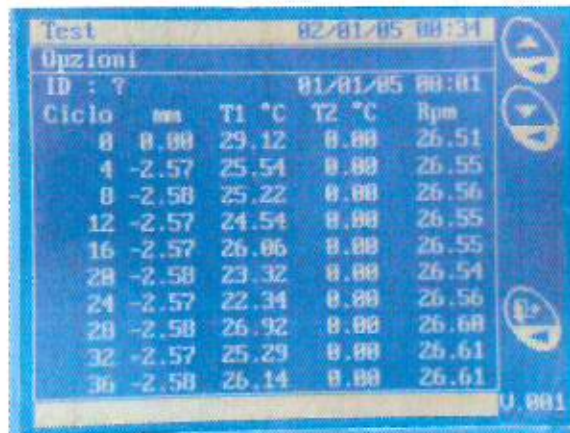 Test 02/01/05 00:34
Opzioni
ID : ? 01/01/05 00:01
Ciclo mm T1 °C T2 °C Rpm
0 0.00 29.12 0.00 26.51
4 -2.57 25.54 0.00 26.55
8 -2.58 25.22 0.00 26.56
12 -2.57 24.54 0.00 26.55
16 -2.57 26.06 0.00 26.55
20 -2.58 23.32 0.00 26.54
24 -2.57 22.34 0.00 26.56
28 -2.58 26.92 0.00 26.60
32 -2.57 25.29 0.00 26.61
36 -2.58 26.14 0.00 26.61
V.001